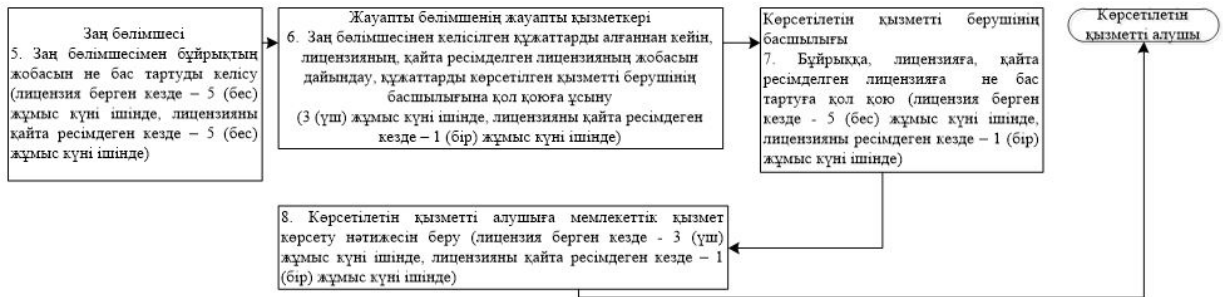 Заң бөлімшесі
5. Заң бөлімшесімен бұйрықтың
жобасын не бас тартуды келісу
(лицензия берген кезде – 5 (бес)
жұмыс күні ішінде, лицензияны
қайта ресімдеген кезде – 5 (бес)
жұмыс күні ішінде)
Жауапты бөлімшенің жауапты қызметкері
6. Заң бөлімшесінен келісілген құжаттарды алғаннан кейін,
лицензияның, қайта ресімделген лицензияның жобасын
дайындау, құжаттарды көрсетілген қызметті берушінің
басшылығына қол қоюға ұсыну
(3 (үш) жұмыс күні ішінде, лицензияны қайта ресімдеген
кезде – 1 (бір) жұмыс күні ішінде)
Көрсетілетін қызметті берушінің
басшылығы
7. Бұйрыққа, лицензияға, қайта
ресімделген лицензияға не бас
тартуға қол қою (лицензия берген
кезде - 5 (бес) жұмыс күні ішінде,
лицензияны ресімдеген кезде – 1 (бір)
жұмыс күні ішінде)
Көрсетілетін
қызметті алушы
8. Көрсетілетін қызметті алушыға мемлекеттік қызмет
көрсету нәтижесін беру (лицензия берген кезде - 3 (үш)
жұмыс күні ішінде, лицензияны қайта ресімдеген кезде – 1
(бір) жұмыс күні ішінде)